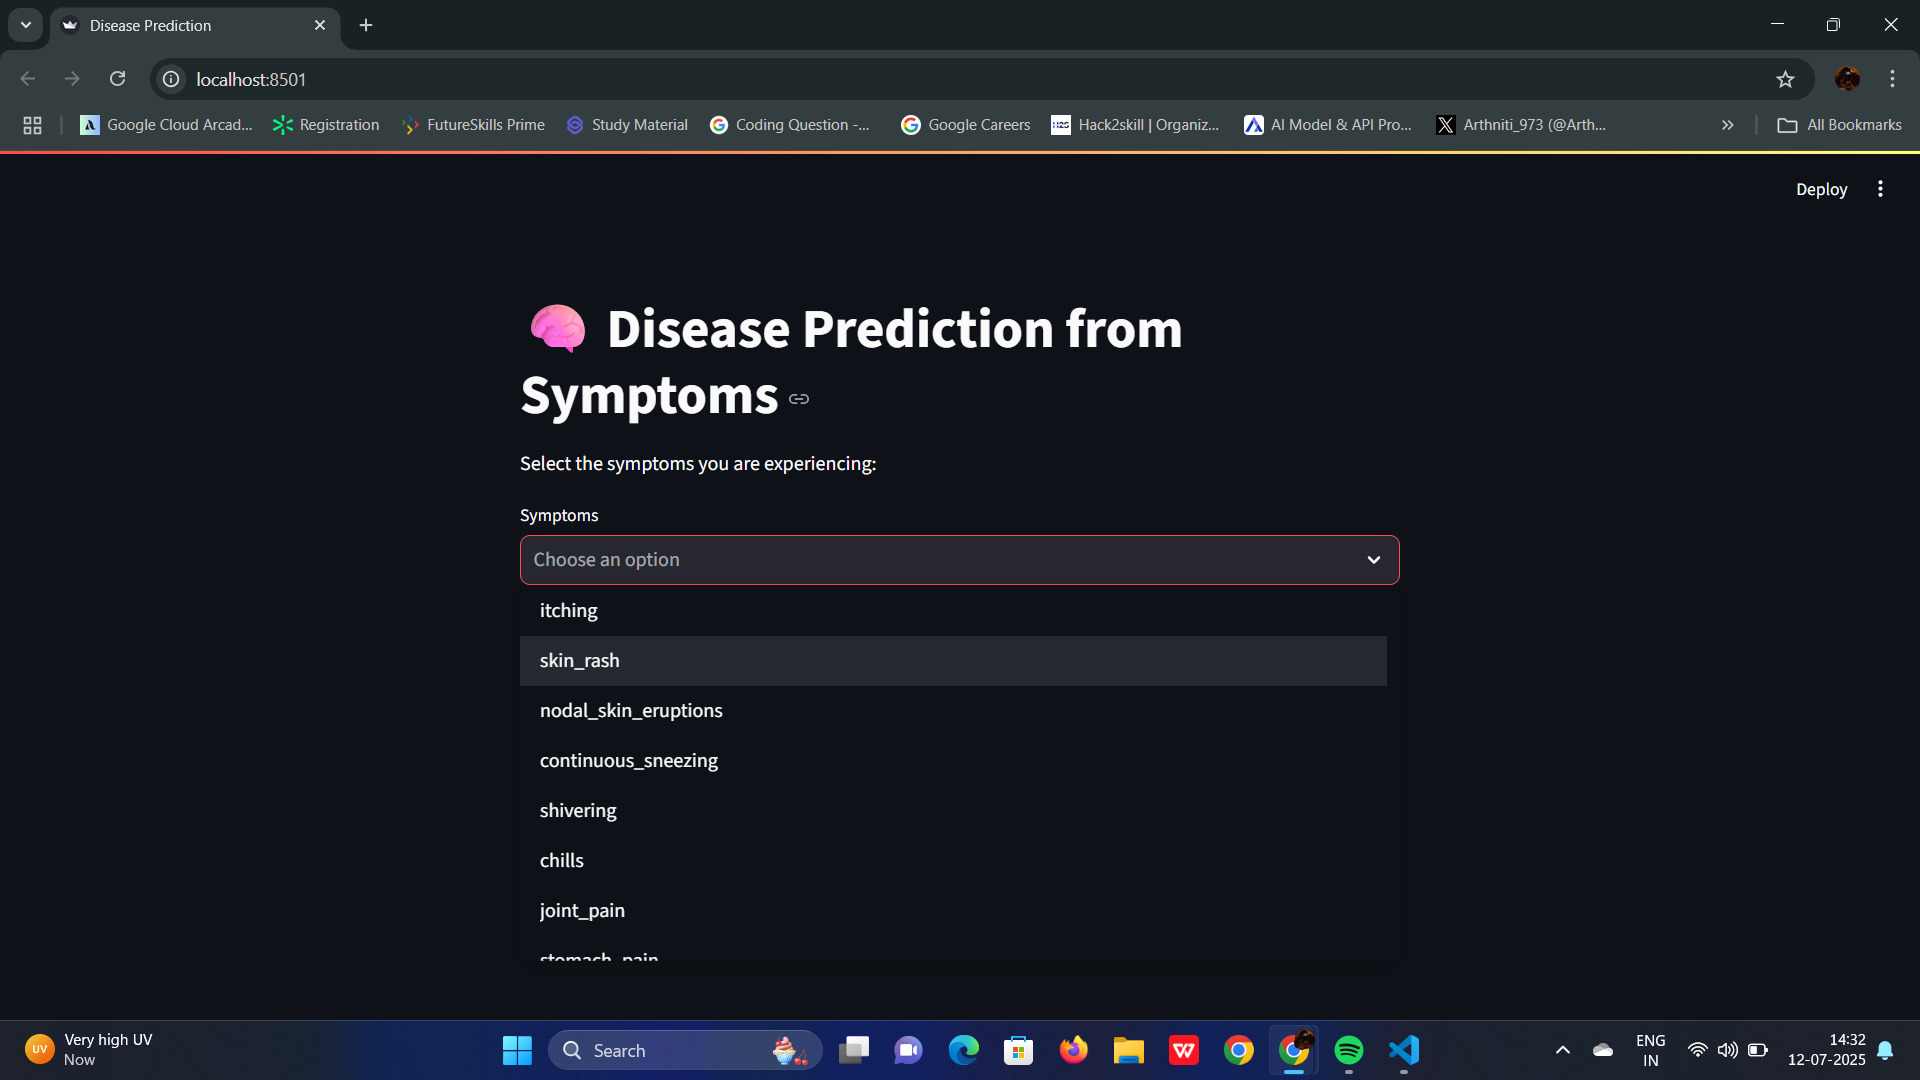 Disease Prediction
localhost:8501
Google Cloud Arcad...
Registration
FutureSkills Prime
Study Material
Coding Question -...
Google Careers
Hack2skill | Organiz...
AI Model & API Pro...
Arthniti_973 (@Arth...
All Bookmarks
Deploy
Disease Prediction from
Symptoms
Select the symptoms you are experiencing:
Symptoms
Choose an option
itching
skin_rash
nodal_skin_eruptions
continuous_sneezing
shivering
chills
joint_pain
stomach_pain
UV
Very high UV
Now
Search
ENG
IN
14:32
12-07-2025